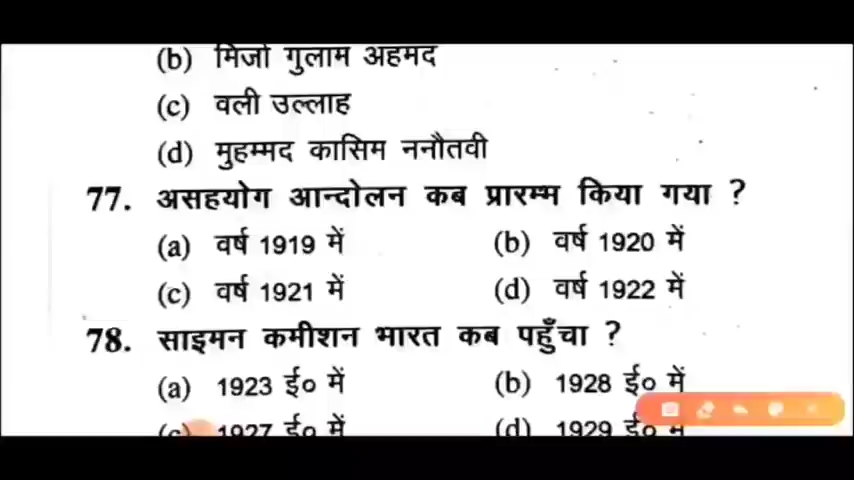 (b) मिर्जा गुलाम अहमद
(c) वली उल्लाह
(d) मुहम्मद कासिम ननौतवी
77. असहयोग आन्दोलन कब प्रारम्भ किया गया ?
(a) वर्ष 1919 में (b) वर्ष 1920 में
(c) वर्ष 1921 में (d) वर्ष 1922 में
78. साइमन कमीशन भारत कब पहुँचा ?
(a) 1923 ई० में (b) 1928 ई० में
(c) 1927 ई० में (d) 1929 ई० में